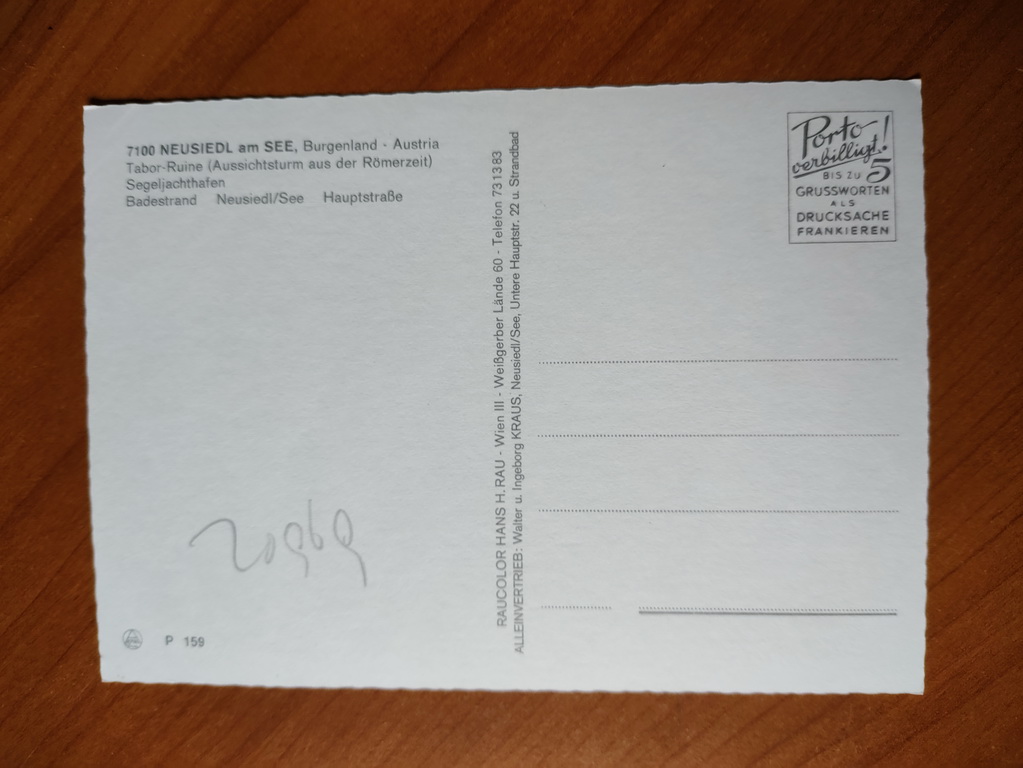 7100 NEUSIEDL am SEE, Burgenland · Austria
Tabor-Ruine (Aussichtsturm aus der Römerzeit)
Segeljachthafen
Badestrand Neusiedl/See Hauptstraße
P 159
RAUCOLOR HANS H. RAU - Wien III - Weißgerber Lände 60 - Telefon 73 13 83
ALLEINVERTRIEB: Walter u. Ingeborg KRAUS, Neusiedl/See, Untere Hauptstr. 22 u. Strandbad
Porto
verbilligt!
BIS ZU 5
GRUSSWORTEN
ALS
DRUCKSACHE
FRANKIEREN